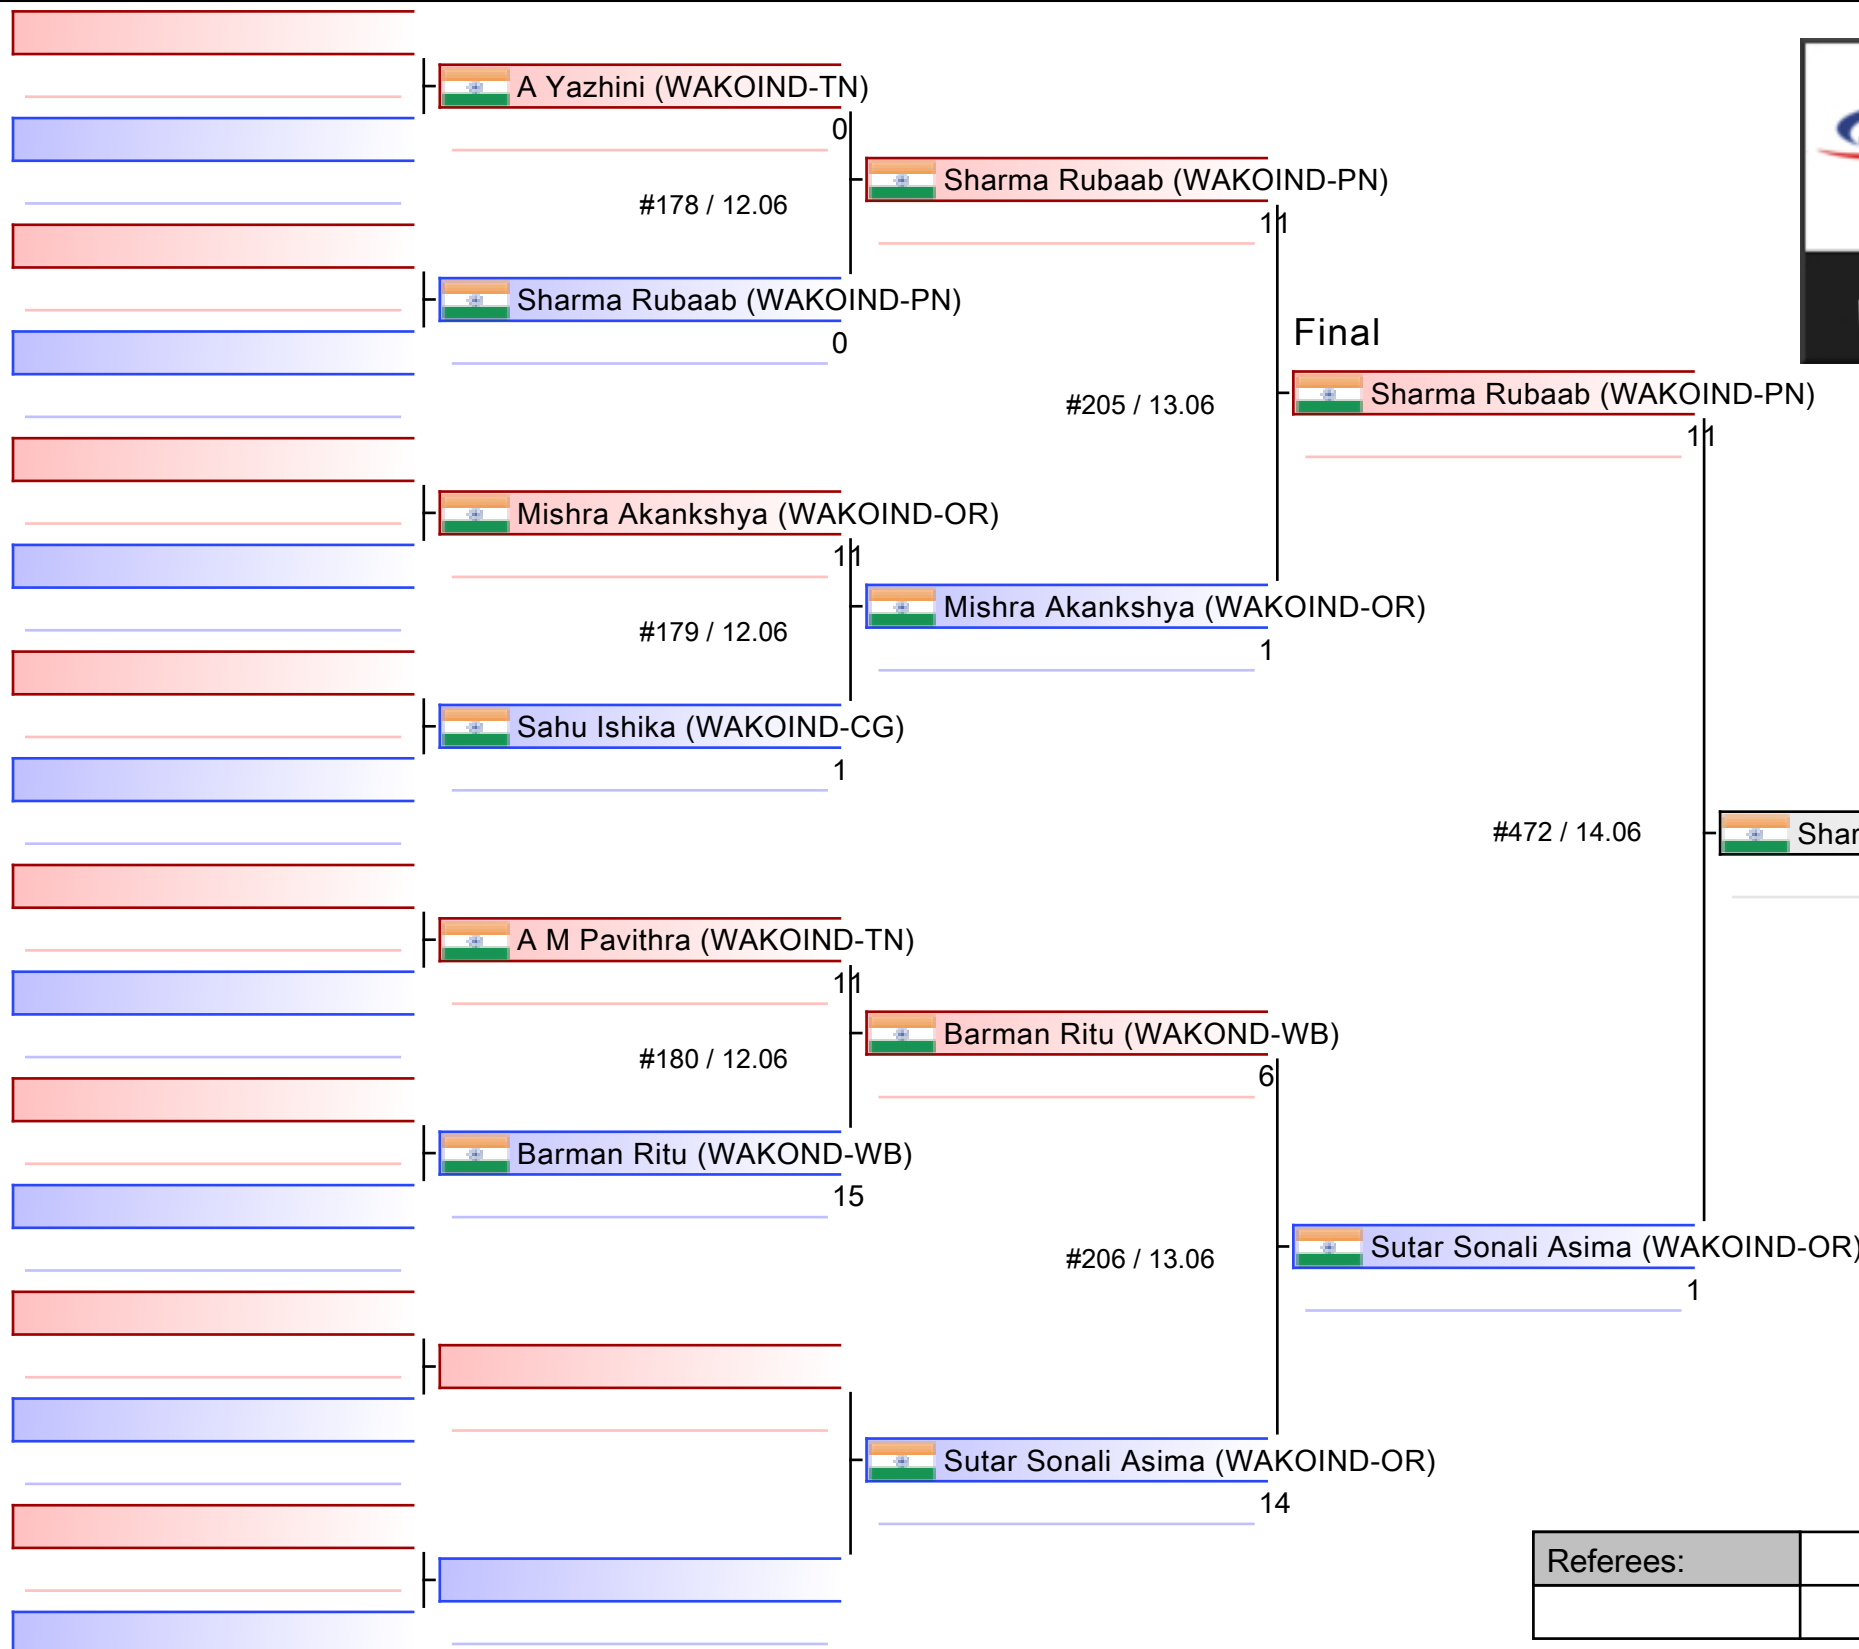 A Yazhini (WAKOIND-TN)
0
#178 / 12.06
Sharma Rubaab (WAKOIND-PN)
0
Mishra Akankshya (WAKOIND-OR)
11
#179 / 12.06
Sahu Ishika (WAKOIND-CG)
1
A M Pavithra (WAKOIND-TN)
11
#180 / 12.06
Barman Ritu (WAKOND-WB)
15
Sharma Rubaab (WAKOIND-PN)
11
#205 / 13.06
Mishra Akankshya (WAKOIND-OR)
1
Barman Ritu (WAKOND-WB)
6
#206 / 13.06
Sutar Sonali Asima (WAKOIND-OR)
14
Final
Sharma Rubaab (WAKOIND-PN)
11
#472 / 14.06
Sutar Sonali Asima (WAKOIND-OR)
1
Referees: